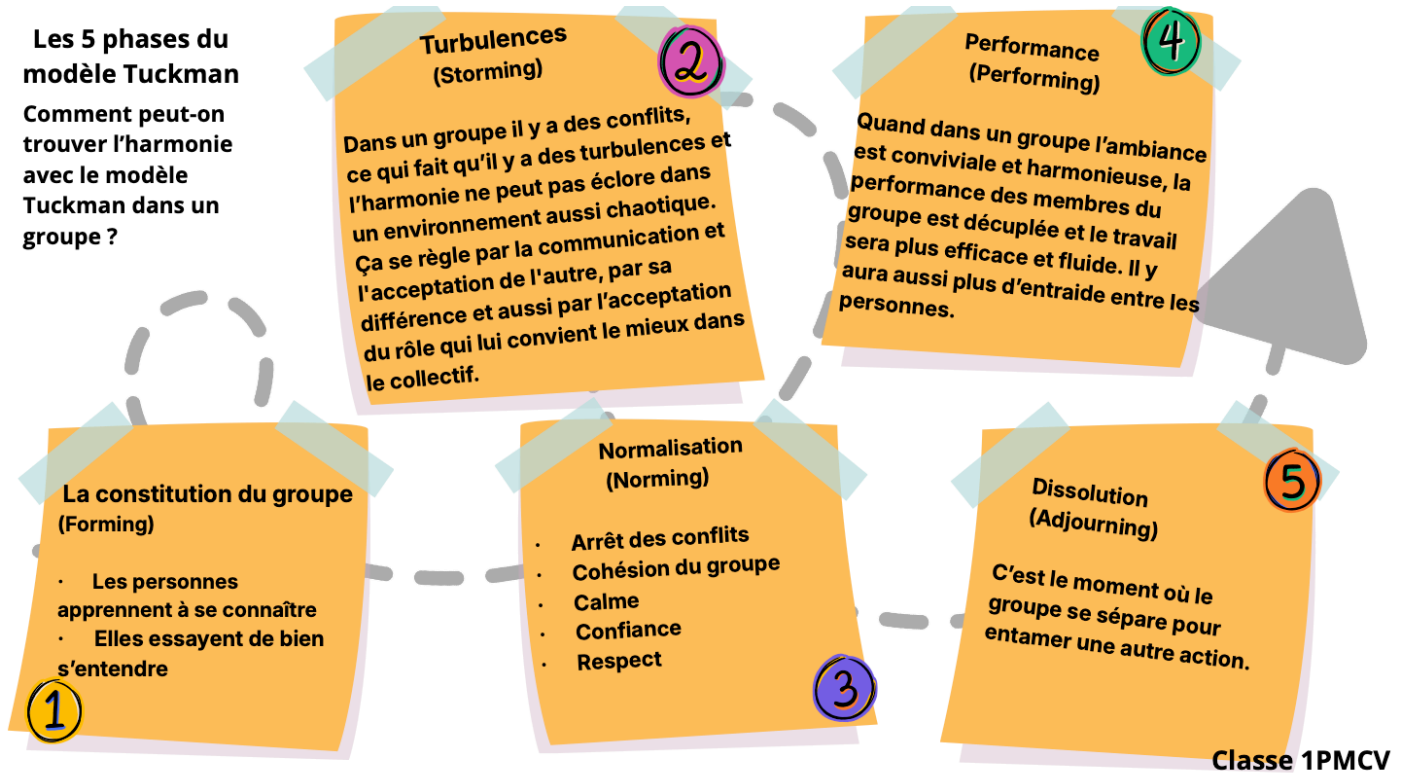 Les 5 phases du
modèle Tuckman
Comment peut-on
trouver l’harmonie
avec le modèle
Tuckman dans un
groupe ?
La constitution du groupe
(Forming)
· Les personnes
apprennent à se connaître
· Elles essayent de bien
s’entendre
1
Turbulences
(Storming)
2
Dans un groupe il y a des conflits,
ce qui fait qu’il y a des turbulences et
l’harmonie ne peut pas éclore dans
un environnement aussi chaotique.
Ça se règle par la communication et
l'acceptation de l'autre, par sa
différence et aussi par l’acceptation
du rôle qui lui convient le mieux dans
le collectif.
Normalisation
(Norming)
· Arrêt des conflits
· Cohésion du groupe
· Calme
· Confiance
· Respect
3
Performance
(Performing)
4
Quand dans un groupe l’ambiance
est conviviale et harmonieuse, la
performance des membres du
groupe est décuplée et le travail
sera plus efficace et fluide. Il y
aura aussi plus d’entraide entre les
personnes.
Dissolution
(Adjourning)
5
C’est le moment où le
groupe se sépare pour
entamer une autre action.
Classe 1PMCV